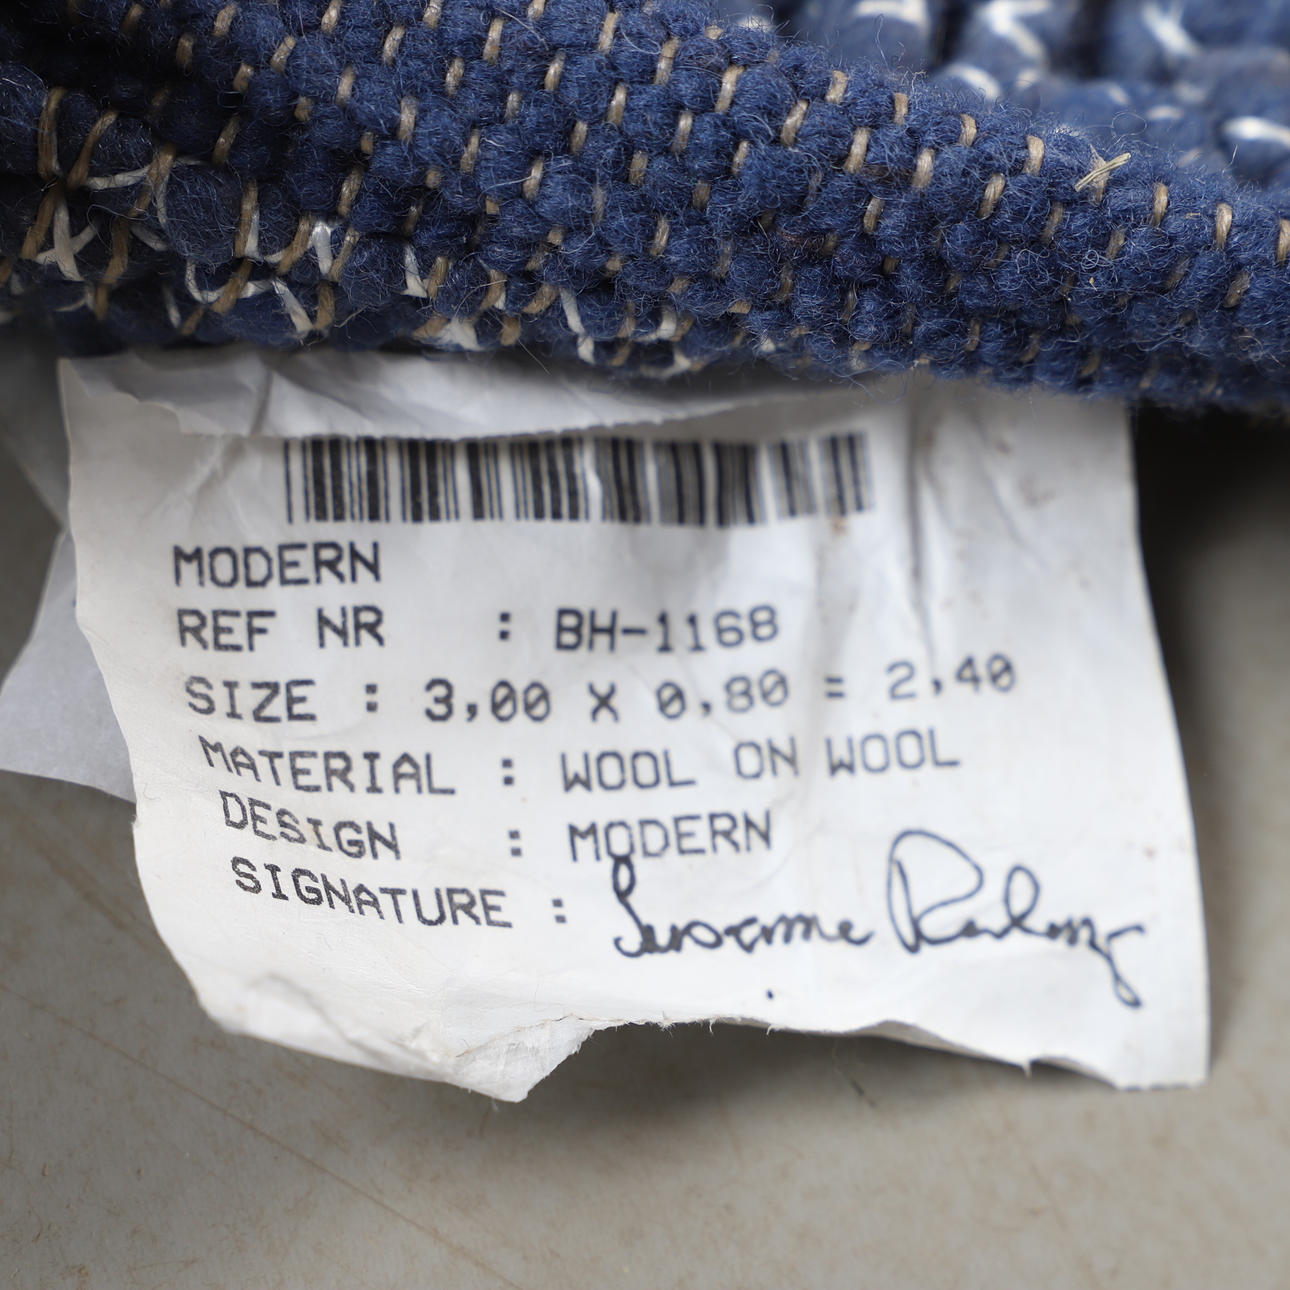 MODERN
REF NR : BH-1168
SIZE : 3,00 X 0,80 = 2,40
MATERIAL : WOOL ON WOOL
DESIGN : MODERN
SIGNATURE : Susanne